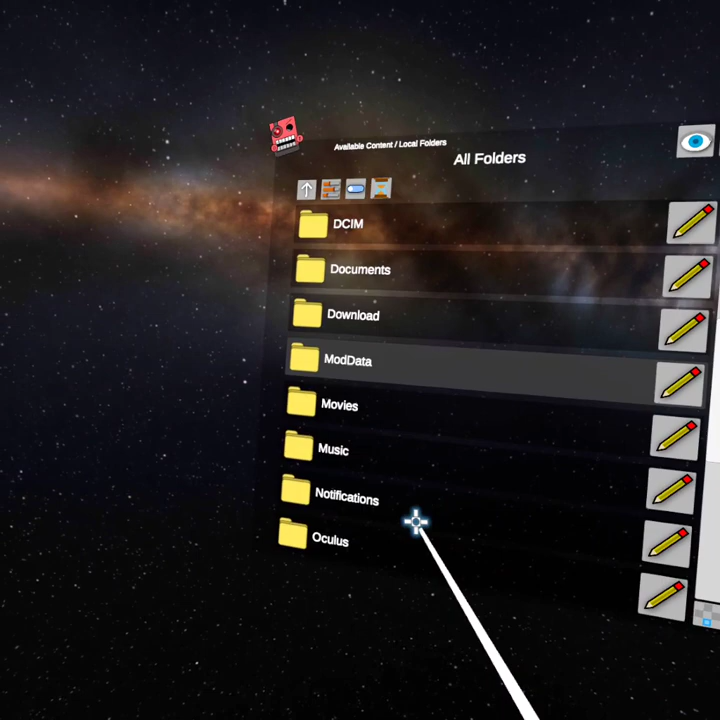 Available Content / Local Folders
All Folders
DCIM
Documents
Download
ModData
Movies
Music
Notifications
Oculus